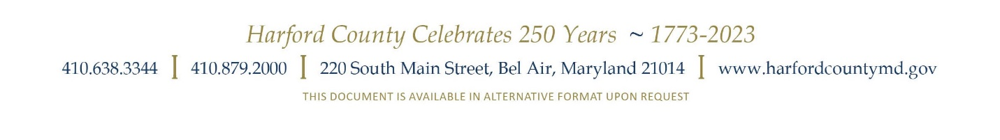 Harford County Celebrates 250 Years ~ 1773-2023
410.638.3344 | 410.879.2000 | 220 South Main Street, Bel Air, Maryland 21014 | www.harfordcountymd.gov
THIS DOCUMENT IS AVAILABLE IN ALTERNATIVE FORMAT UPON REQUEST